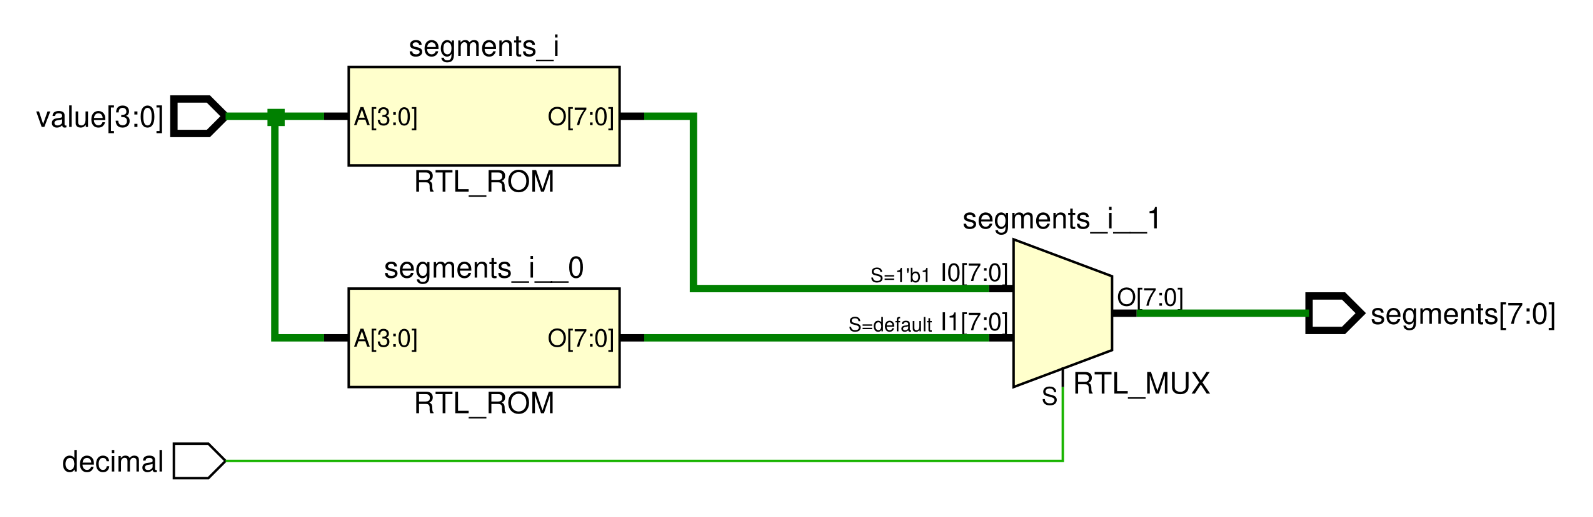 segments_i
value[3:0]
A[3:0]
O[7:0]
RTL_ROM
segments_i__0
A[3:0]
O[7:0]
RTL_ROM
segments_i__1
S=1'b1 I0[7:0]
S=default I1[7:0]
O[7:0]
segments[7:0]
S
RTL_MUX
decimal